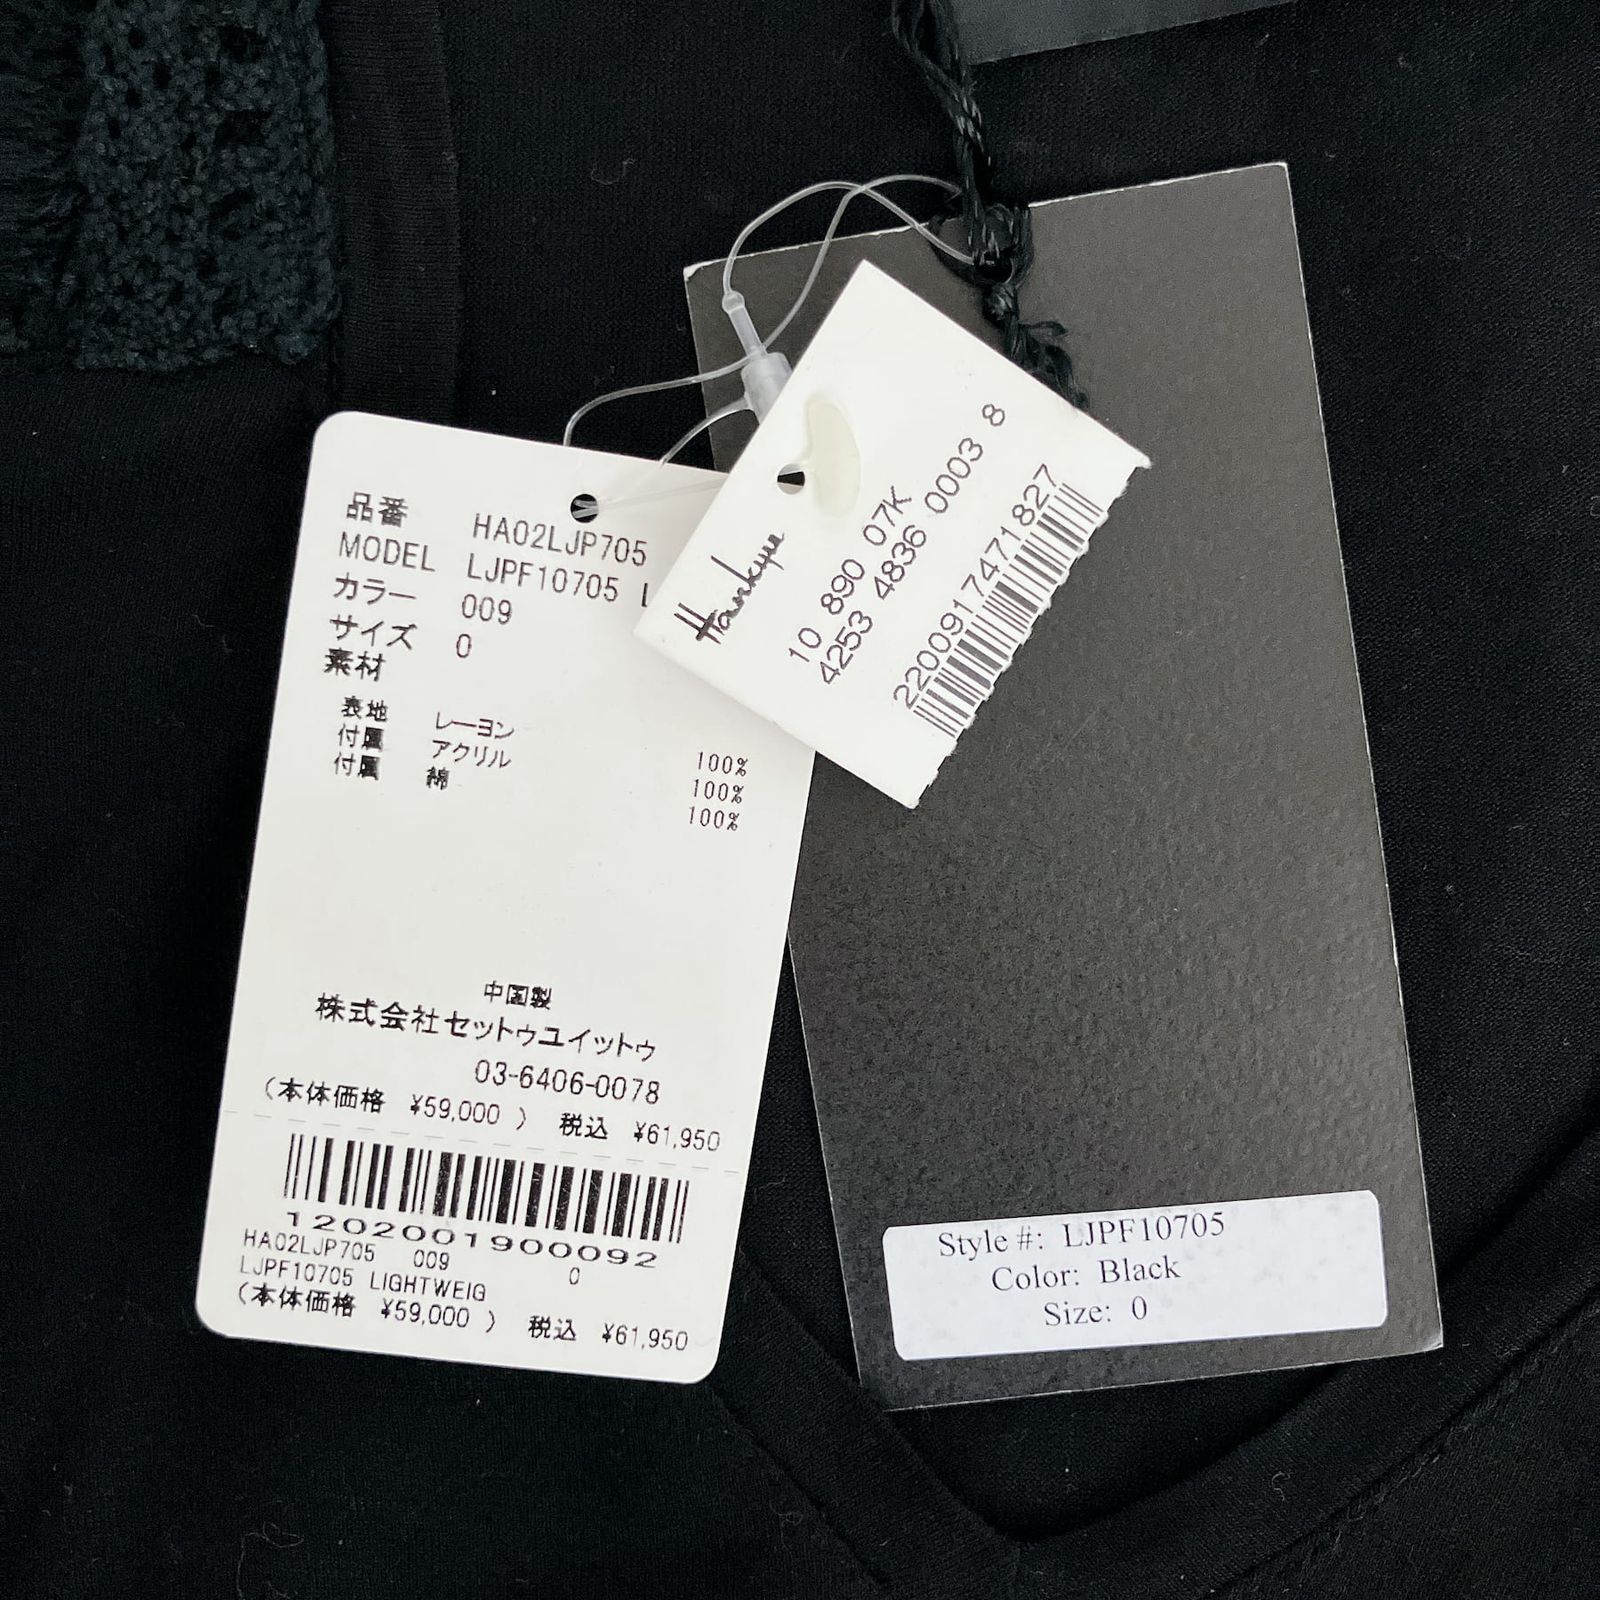 品番 HA02LJP705
MODEL LJPF10705
カラー 009
サイズ 0
素材
表地 レーヨン 100%
付属 アクリル 100%
付属 綿 100%
中国製
株式会社セットゥユイットゥ
03-6406-0078
(本体価格 ¥59,000 ) 税込 ¥61,950
1202001900092
HA02LJP705 009
LJPF10705 LIGHTWEIG 0
(本体価格 ¥59,000 ) 税込 ¥61,950
Hankyu
10 890 07K
4253 4836 0003 8
2200917471827
Style #: LJPF10705
Color: Black
Size: 0